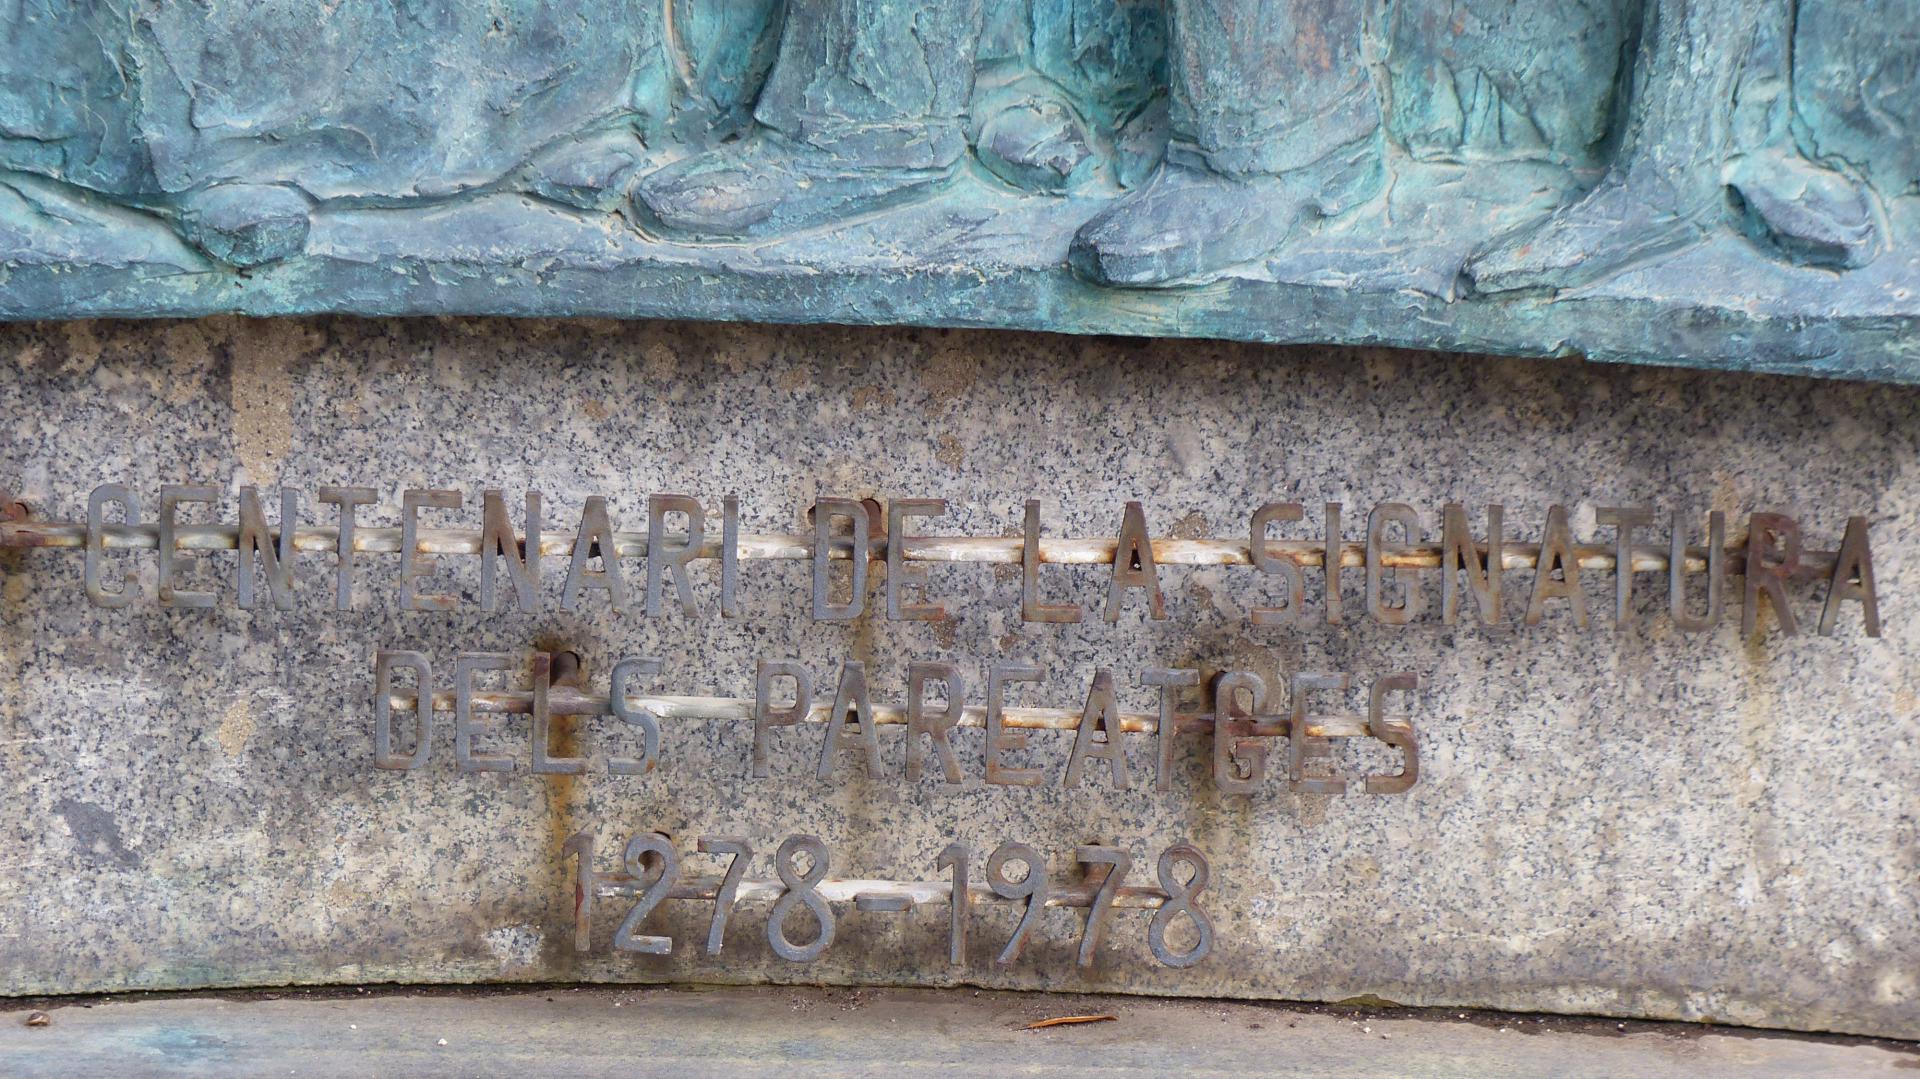 CENTENARI DE LA SIGNATURA
DELS PAREATGES
1278-1978